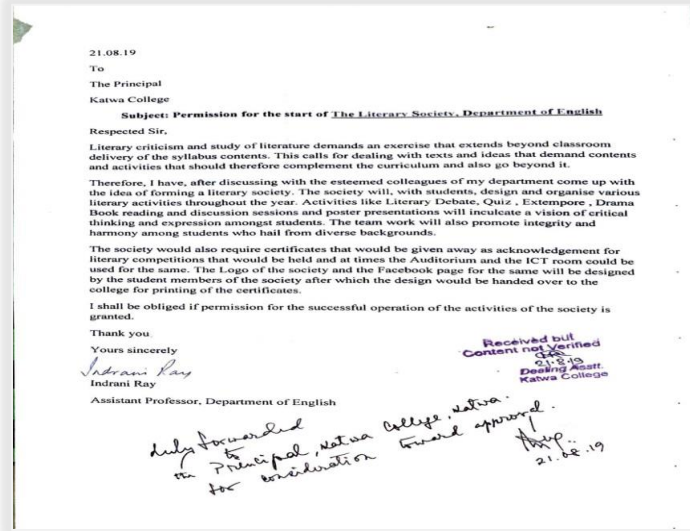 21.08.19
To
The Principal
Katwa College
Subject: Permission for the start of The Literary Society, Department of English
Respected Sir,
Literary criticism and study of literature demands an exercise that extends beyond classroom
delivery of the syllabus contents. This calls for dealing with texts and ideas that demand contents
and activities that should therefore complement the curriculum and also go beyond it.
Therefore, I have, after discussing with the esteemed colleagues of my department come up with
the idea of forming a literary society. The society will, with students, design and organise various
literary activities throughout the year. Activities like Literary Debate, Quiz , Extempore , Drama
Book reading and discussion sessions and poster presentations will inculcate a vision of critical
thinking and expression amongst students. The team work will also promote integrity and
harmony among students who hail from diverse backgrounds.
The society would also require certificates that would be given away as acknowledgement for
literary competitions that would be held and at times the Auditorium and the ICT room could be
used for the same. The Logo of the society and the Facebook page for the same will be designed
by the student members of the society after which the design would be handed over to the
college for printing of the certificates.
I shall be obliged if permission for the successful operation of the activities of the society is
granted.
Thank you
Yours sincerely
Indrani Ray
Indrani Ray
Assistant Professor, Department of English
Received but
Content not Verified
21.8.19
Dealing Asstt.
Katwa College
duly forwarded
to
the Principal, Katwa College, Katwa.
for consideration toward approval.
21.08.19